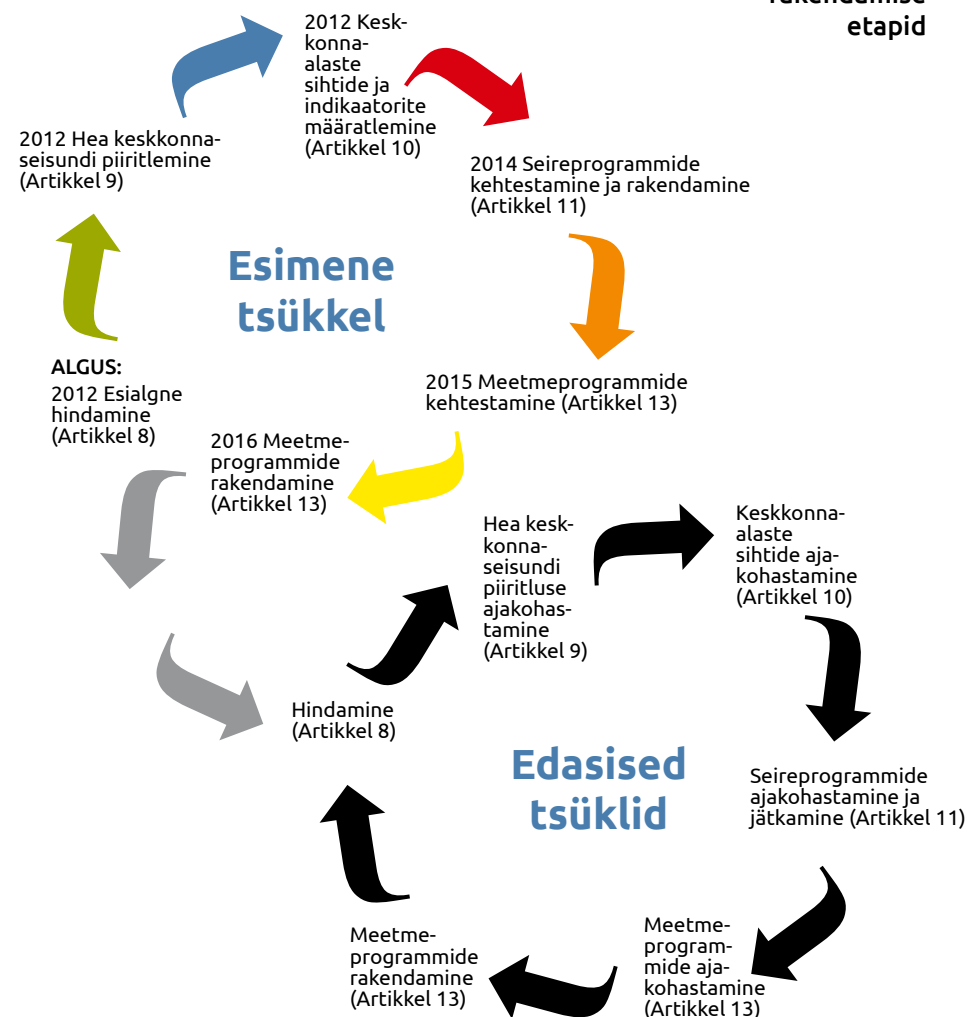 etapid
2012 Kesk-
konna-
alaste
sihtide ja
indikaatorite
määratlemine
(Artikkel 10)
2012 Hea keskkonna-
seisundi piiritlemine
(Artikkel 9)
2014 Seireprogrammide
kehtestamine ja rakendamine
(Artikkel 11)
Esimene
tsükkel
ALGUS:
2012 Esialgne
hindamine
(Artikkel 8)
2015 Meetmeprogrammide
kehtestamine (Artikkel 13)
2016 Meetme-
programmide
rakendamine
(Artikkel 13)
Hea kesk-
konna-
seisundi
piiritluse
ajakohas-
tamine
(Artikkel 9)
Keskkonna-
alaste
sihtide aja-
kohastamine
(Artikkel 10)
Hindamine
(Artikkel 8)
Edasised
tsüklid
Seireprogrammide
ajakohastamine ja
jätkamine (Artikkel 11)
Meetme-
program-
mide aja-
kohastamine
(Artikkel 13)
Meetme-
programmide
rakendamine
(Artikkel 13)